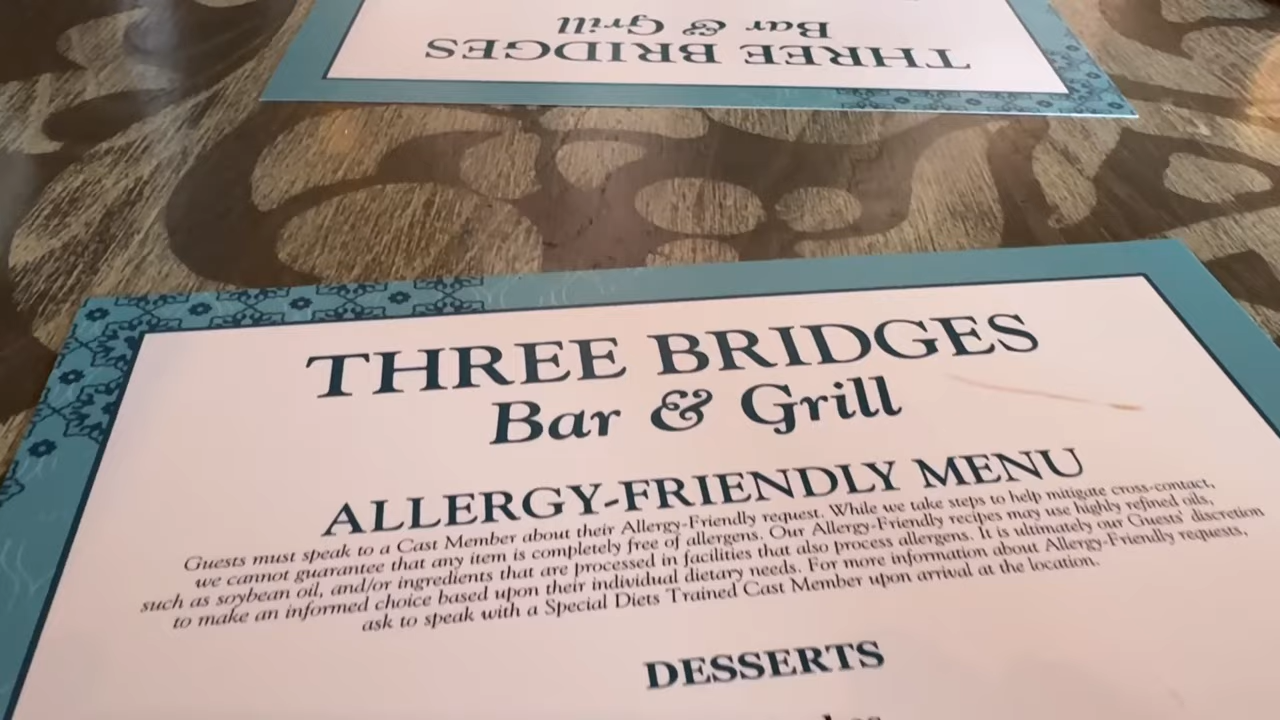 THREE BRIDGES
Bar & Grill
THREE BRIDGES
Bar & Grill
ALLERGY-FRIENDLY MENU
Guests must speak to a Cast Member about their Allergy-Friendly request. While we take steps to help mitigate cross-contact,
we cannot guarantee that any item is completely free of allergens. Our Allergy-Friendly recipes may use highly refined oils,
such as soybean oil, and/or ingredients that are processed in facilities that also process allergens. It is ultimately our Guests' discretion
to make an informed choice based upon their individual dietary needs. For more information about Allergy-Friendly requests,
ask to speak with a Special Diets Trained Cast Member upon arrival at the location.
DESSERTS